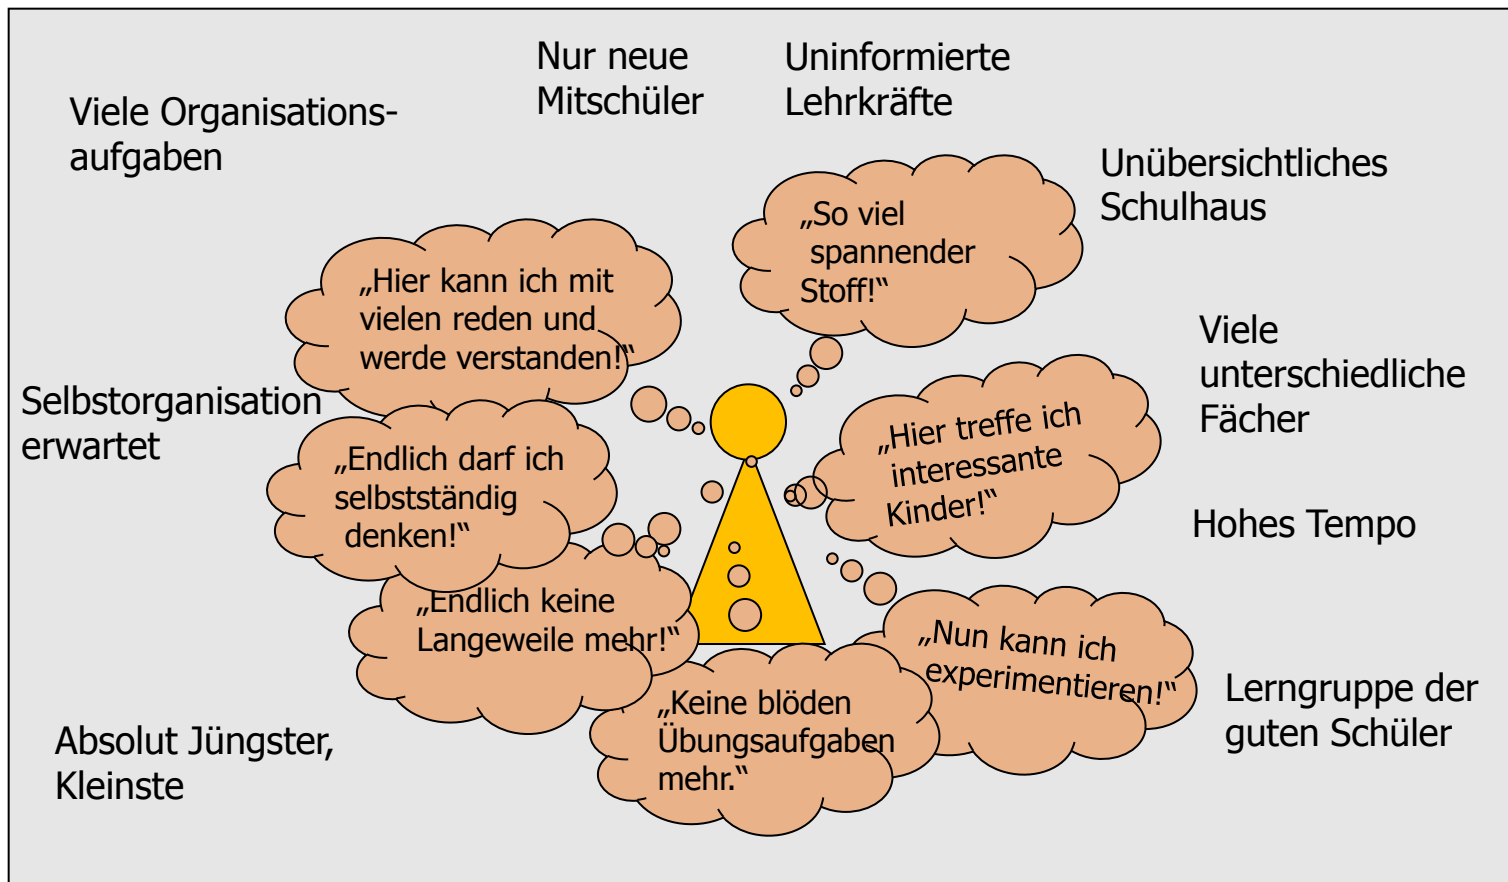 Nur neue
Mitschüler
Uninformierte
Lehrkräfte
Viele Organisations-
aufgaben
Unübersichtliches
Schulhaus
„So viel
spannender
Stoff!“
„Hier kann ich mit
vielen reden und
werde verstanden!“
Viele
unterschiedliche
Fächer
Selbstorganisation
erwartet
„Hier treffe ich
interessante
Kinder!“
„Endlich darf ich
selbstständig
denken!“
Hohes Tempo
„Endlich keine
Langeweile mehr!“
„Nun kann ich
experimentieren!“
Lerngruppe der
guten Schüler
„Keine blöden
Übungsaufgaben
mehr.“
Absolut Jüngster,
Kleinste